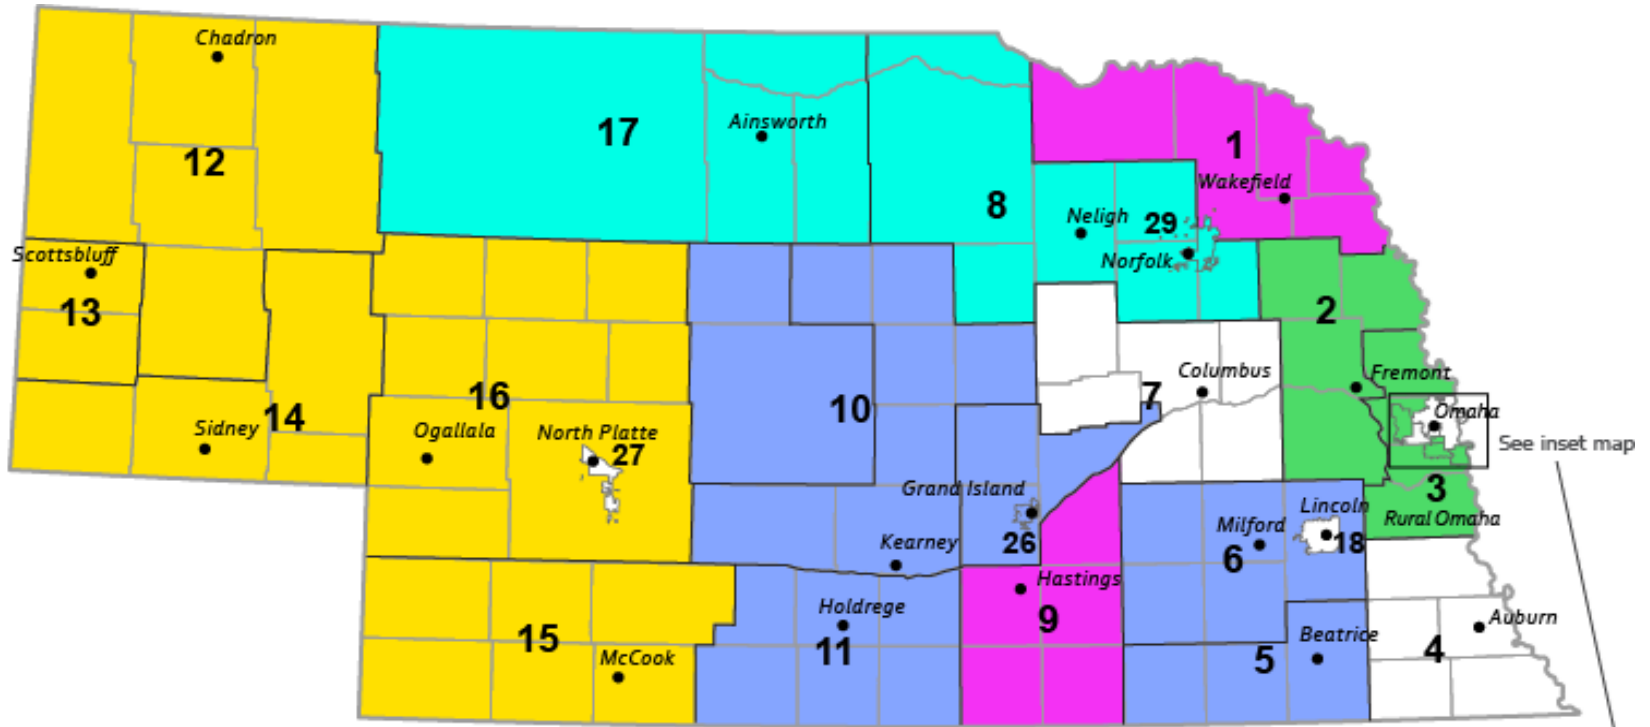 Chadron
17
Ainsworth
1
12
Wakefield
8
Neligh
29
Scottsbluff
Norfolk
13
2
Columbus
Fremont
16
10
7
Omaha
14
Sidney
Ogallala
North Platte
27
See inset map
Grand Island
3
Lincoln
Rural Omaha
Milford
26
18
Kearney
6
Hastings
Holdrege
9
Auburn
15
11
Beatrice
4
McCook
5